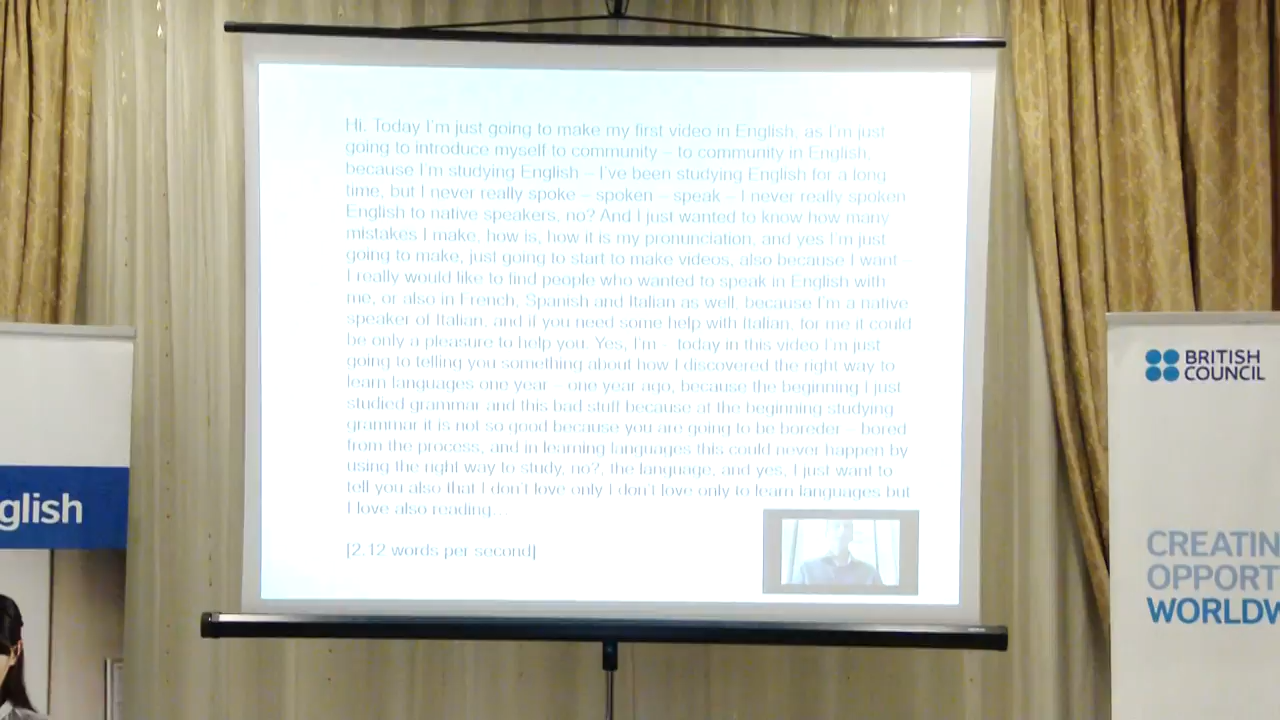 Hi. Today I'm just going to make my first video in English, as I'm just
going to introduce myself to community – to community in English,
because I'm studying English – I've been studying English for a long
time, but I never really spoke – spoken – speak – I never really spoken
English to native speakers, no? And I just wanted to know how many
mistakes I make, how is, how it is my pronunciation, and yes I'm just
going to make, just going to start to make videos, also because I want –
I really would like to find people who wanted to speak in English with
me, or also in French, Spanish and Italian as well, because I'm a native
speaker of Italian, and if you need some help with Italian, for me it could
be only a pleasure to help you. Yes, I'm – today in this video I'm just
going to telling you something about how I discovered the right way to
learn languages one year – one year ago, because the beginning I just
studied grammar and this bad stuff because at the beginning studying
grammar it is not so good because you are going to be boreder – bored
from the process, and in learning languages this could never happen by
using the right way to study, no?, the language, and yes, I just want to
tell you also that I don't love only I don't love only to learn languages but
I love also reading…
[2.12 words per second]
glish
BRITISH
COUNCIL
CREATIN
OPPORT
WORLDW